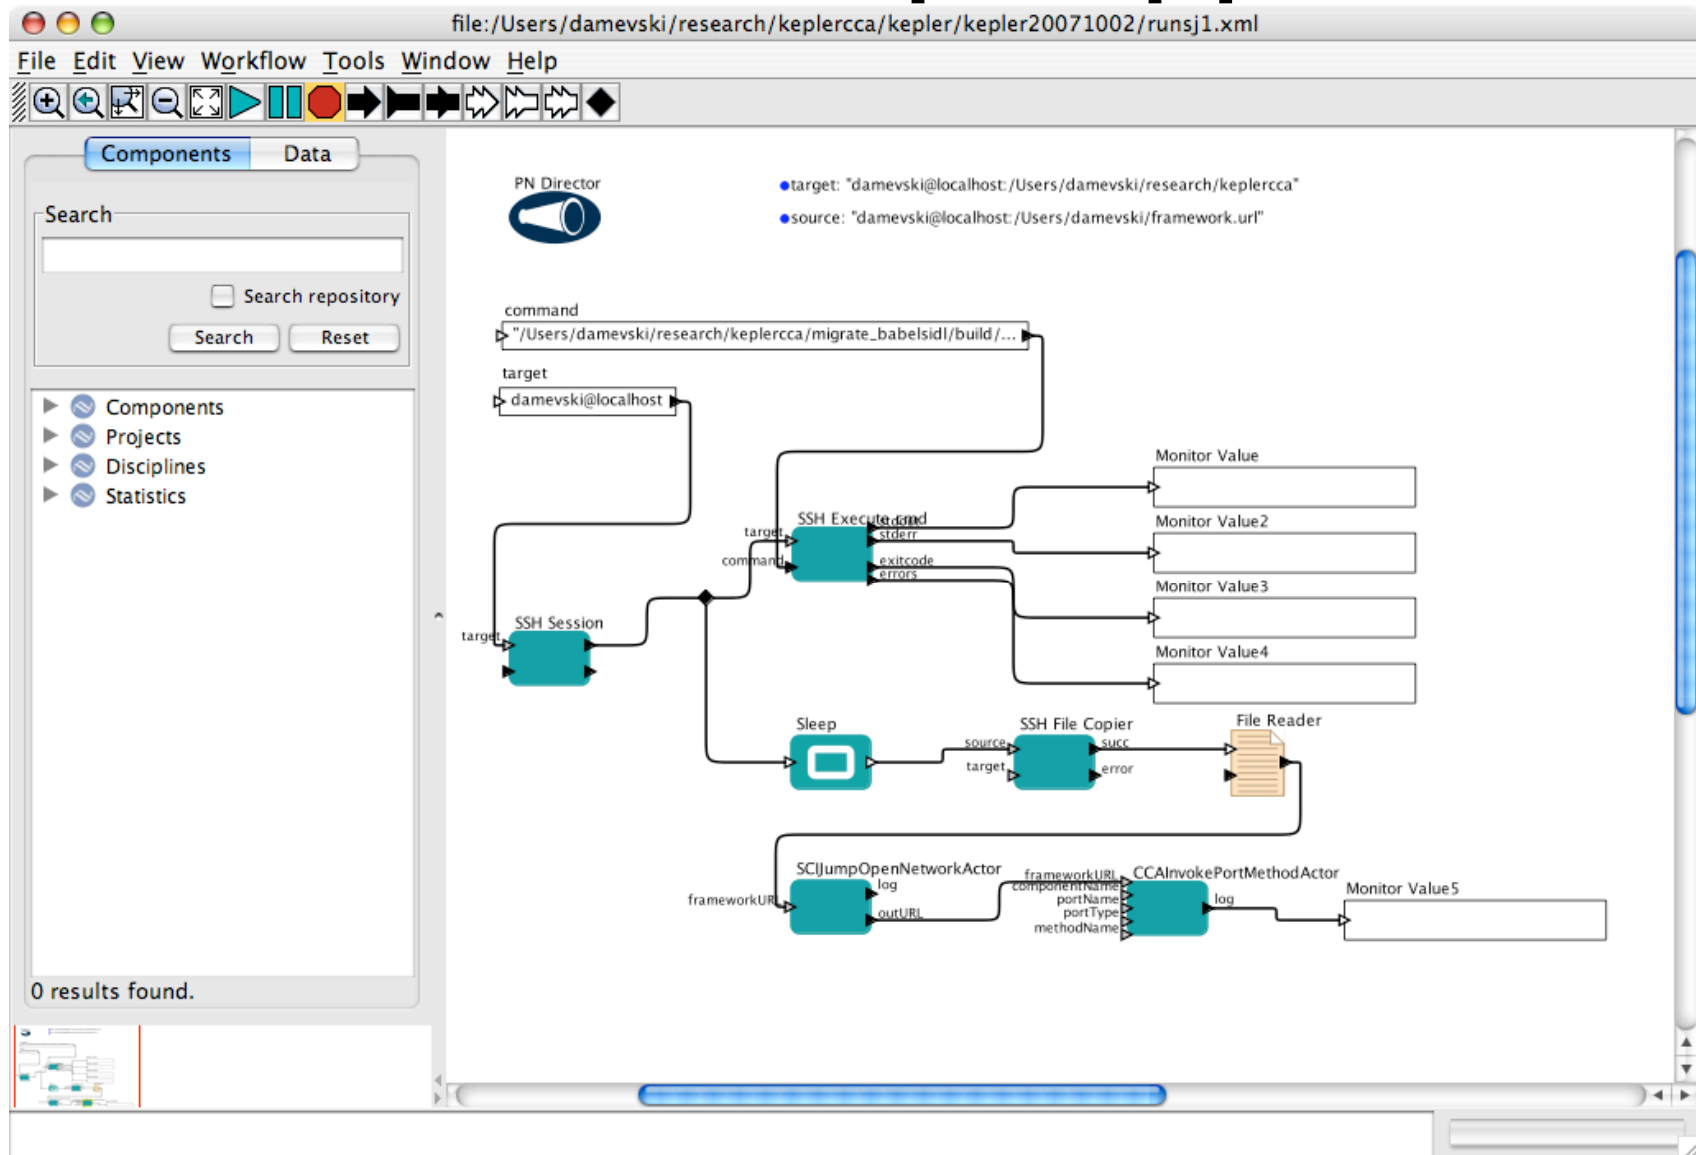 file:/Users/damevski/research/keplercca/kepler/kepler20071002/runsj1.xml
File Edit View Workflow Tools Window Help
Components Data
Search
Search repository
Search Reset
Components
Projects
Disciplines
Statistics
0 results found.
PN Director
target: "damevski@localhost:/Users/damevski/research/keplercca"
source: "damevski@localhost:/Users/damevski/framework.url"
command
"/Users/damevski/research/keplercca/migrate_babelsidl/build/...
target
damevski@localhost
SSH Execute cmd
target
command
stderr
exitcode
errors
Monitor Value
Monitor Value2
Monitor Value3
Monitor Value4
SSH Session
target
Sleep
SSH File Copier
source
target
succ
error
File Reader
SCIJumpOpenNetworkActor
frameworkUR
log
outURL
CCAInvokePortMethodActor
frameworkURL
componentName
portName
portType
methodName
log
Monitor Value5